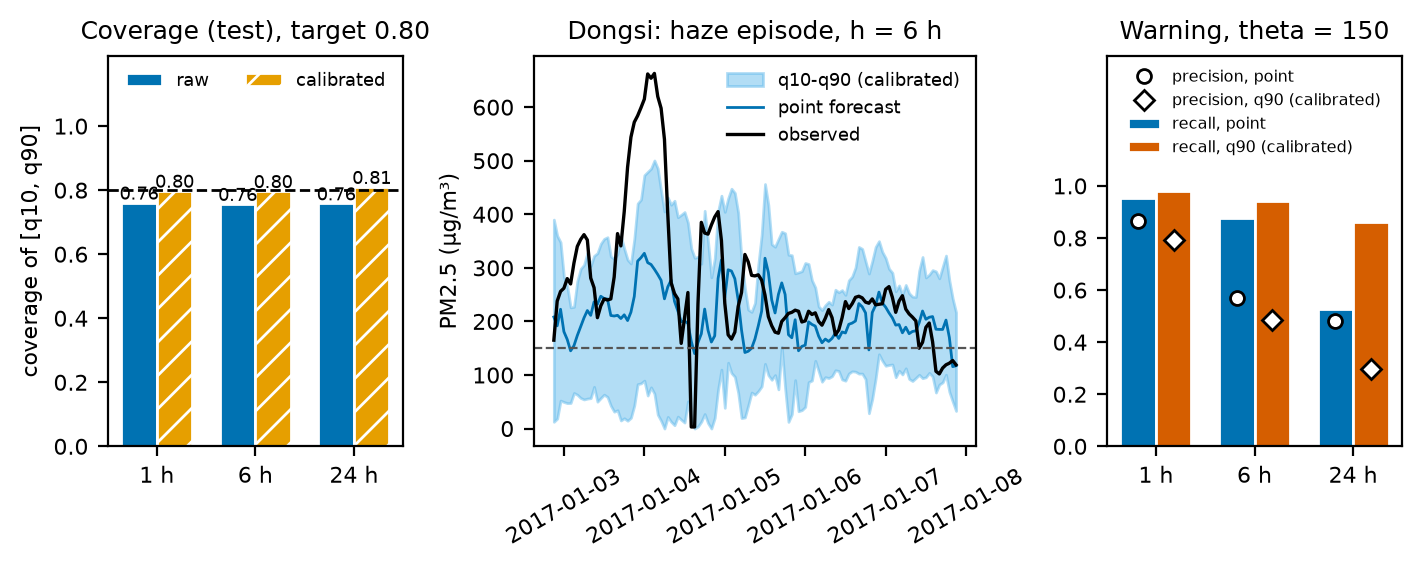 Coverage (test), target 0.80
raw
calibrated
coverage of [q10, q90]
1.0
0.8
0.6
0.4
0.2
0.0
0.76
0.80
0.76
0.80
0.76
0.81
1 h
6 h
24 h
Dongsi: haze episode, h = 6 h
q10-q90 (calibrated)
point forecast
observed
PM2.5 (µg/m³)
600
500
400
300
200
100
0
2017-01-03
2017-01-04
2017-01-05
2017-01-06
2017-01-07
2017-01-08
Warning, theta = 150
precision, point
precision, q90 (calibrated)
recall, point
recall, q90 (calibrated)
1.0
0.8
0.6
0.4
0.2
0.0
1 h
6 h
24 h